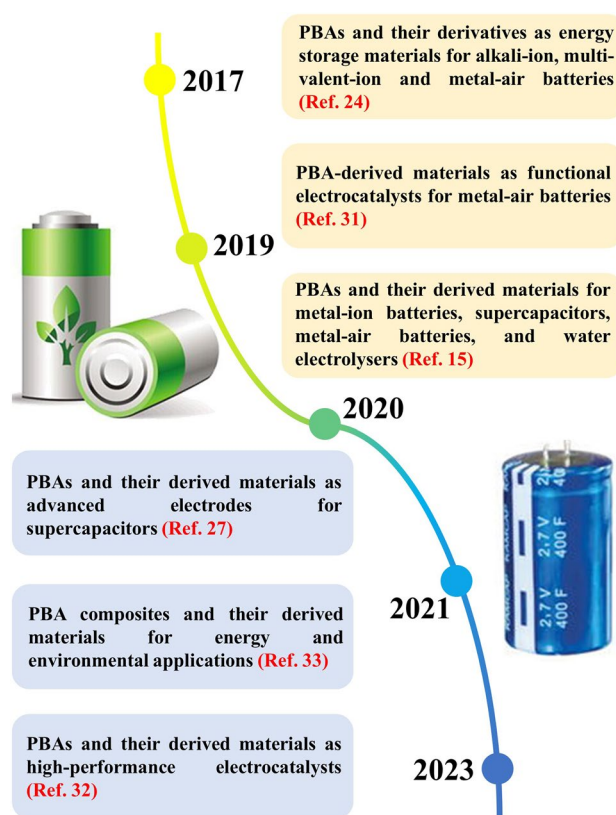 2017
PBAs and their derivatives as energy
storage materials for alkali-ion, multi-
valent-ion and metal-air batteries
(Ref. 24)
2019
PBA-derived materials as functional
electrocatalysts for metal-air batteries
(Ref. 31)
2020
PBAs and their derived materials for
metal-ion batteries, supercapacitors,
metal-air batteries, and water
electrolysers (Ref. 15)
PBAs and their derived materials as
advanced electrodes for
supercapacitors (Ref. 27)
2021
PBA composites and their derived
materials for energy and
environmental applications (Ref. 33)
2023
PBAs and their derived materials as
high-performance electrocatalysts
(Ref. 32)
2.7 V
400 F
2.7 V
400 F